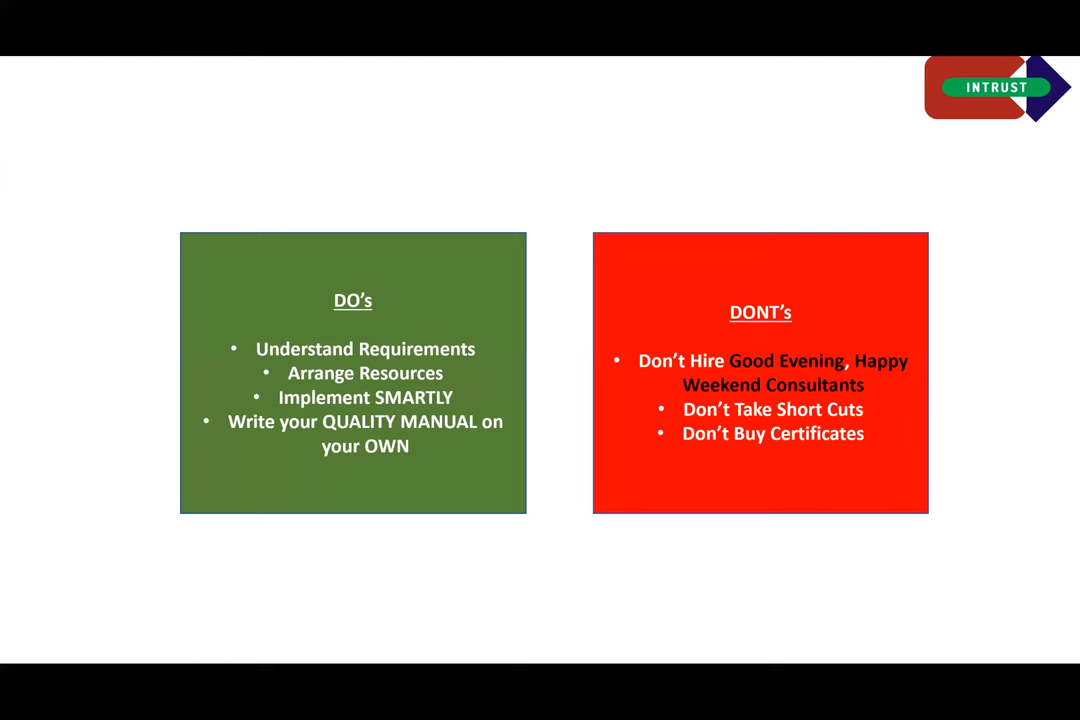 INTRUST
DO’s
• Understand Requirements
• Arrange Resources
• Implement SMARTLY
• Write your QUALITY MANUAL on
your OWN
DONT’s
• Don’t Hire Good Evening, Happy
Weekend Consultants
• Don’t Take Short Cuts
• Don’t Buy Certificates